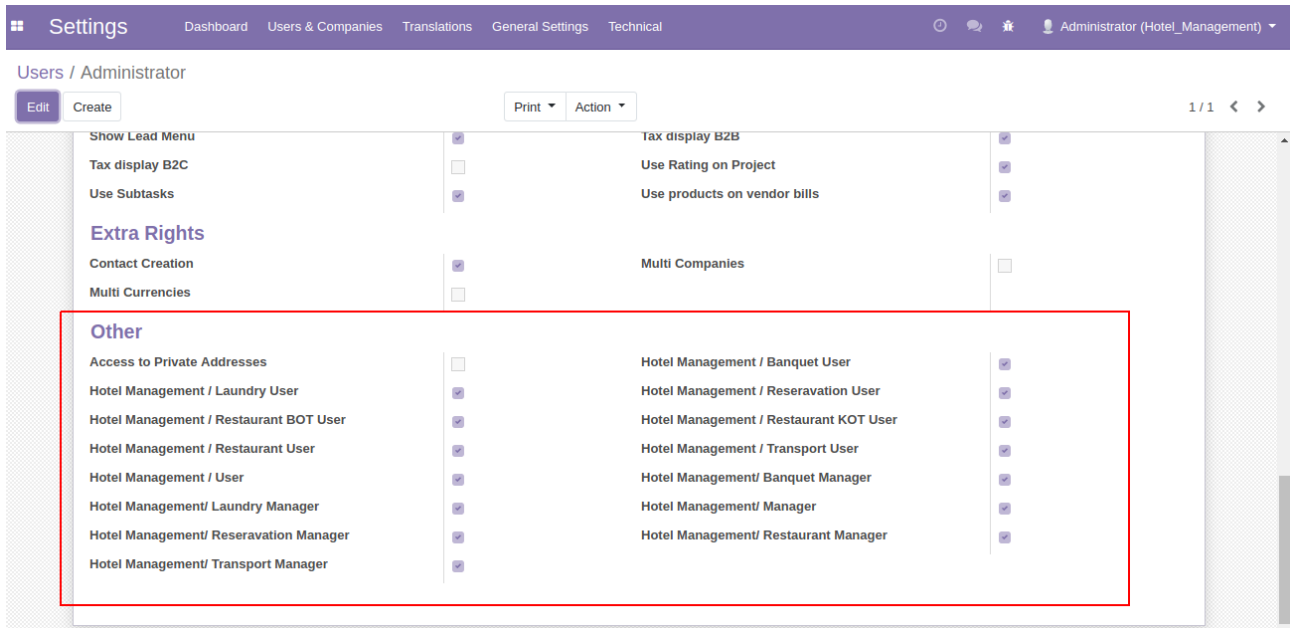 Settings Dashboard Users & Companies Translations General Settings Technical Administrator (Hotel_Management)
Users / Administrator
Edit Create Print Action 1 / 1
Show Lead Menu Tax display B2B
Tax display B2C Use Rating on Project
Use Subtasks Use products on vendor bills
Extra Rights
Contact Creation Multi Companies
Multi Currencies
Other
Access to Private Addresses Hotel Management / Banquet User
Hotel Management / Laundry User Hotel Management / Reseravation User
Hotel Management / Restaurant BOT User Hotel Management / Restaurant KOT User
Hotel Management / Restaurant User Hotel Management / Transport User
Hotel Management / User Hotel Management/ Banquet Manager
Hotel Management/ Laundry Manager Hotel Management/ Manager
Hotel Management/ Reseravation Manager Hotel Management/ Restaurant Manager
Hotel Management/ Transport Manager